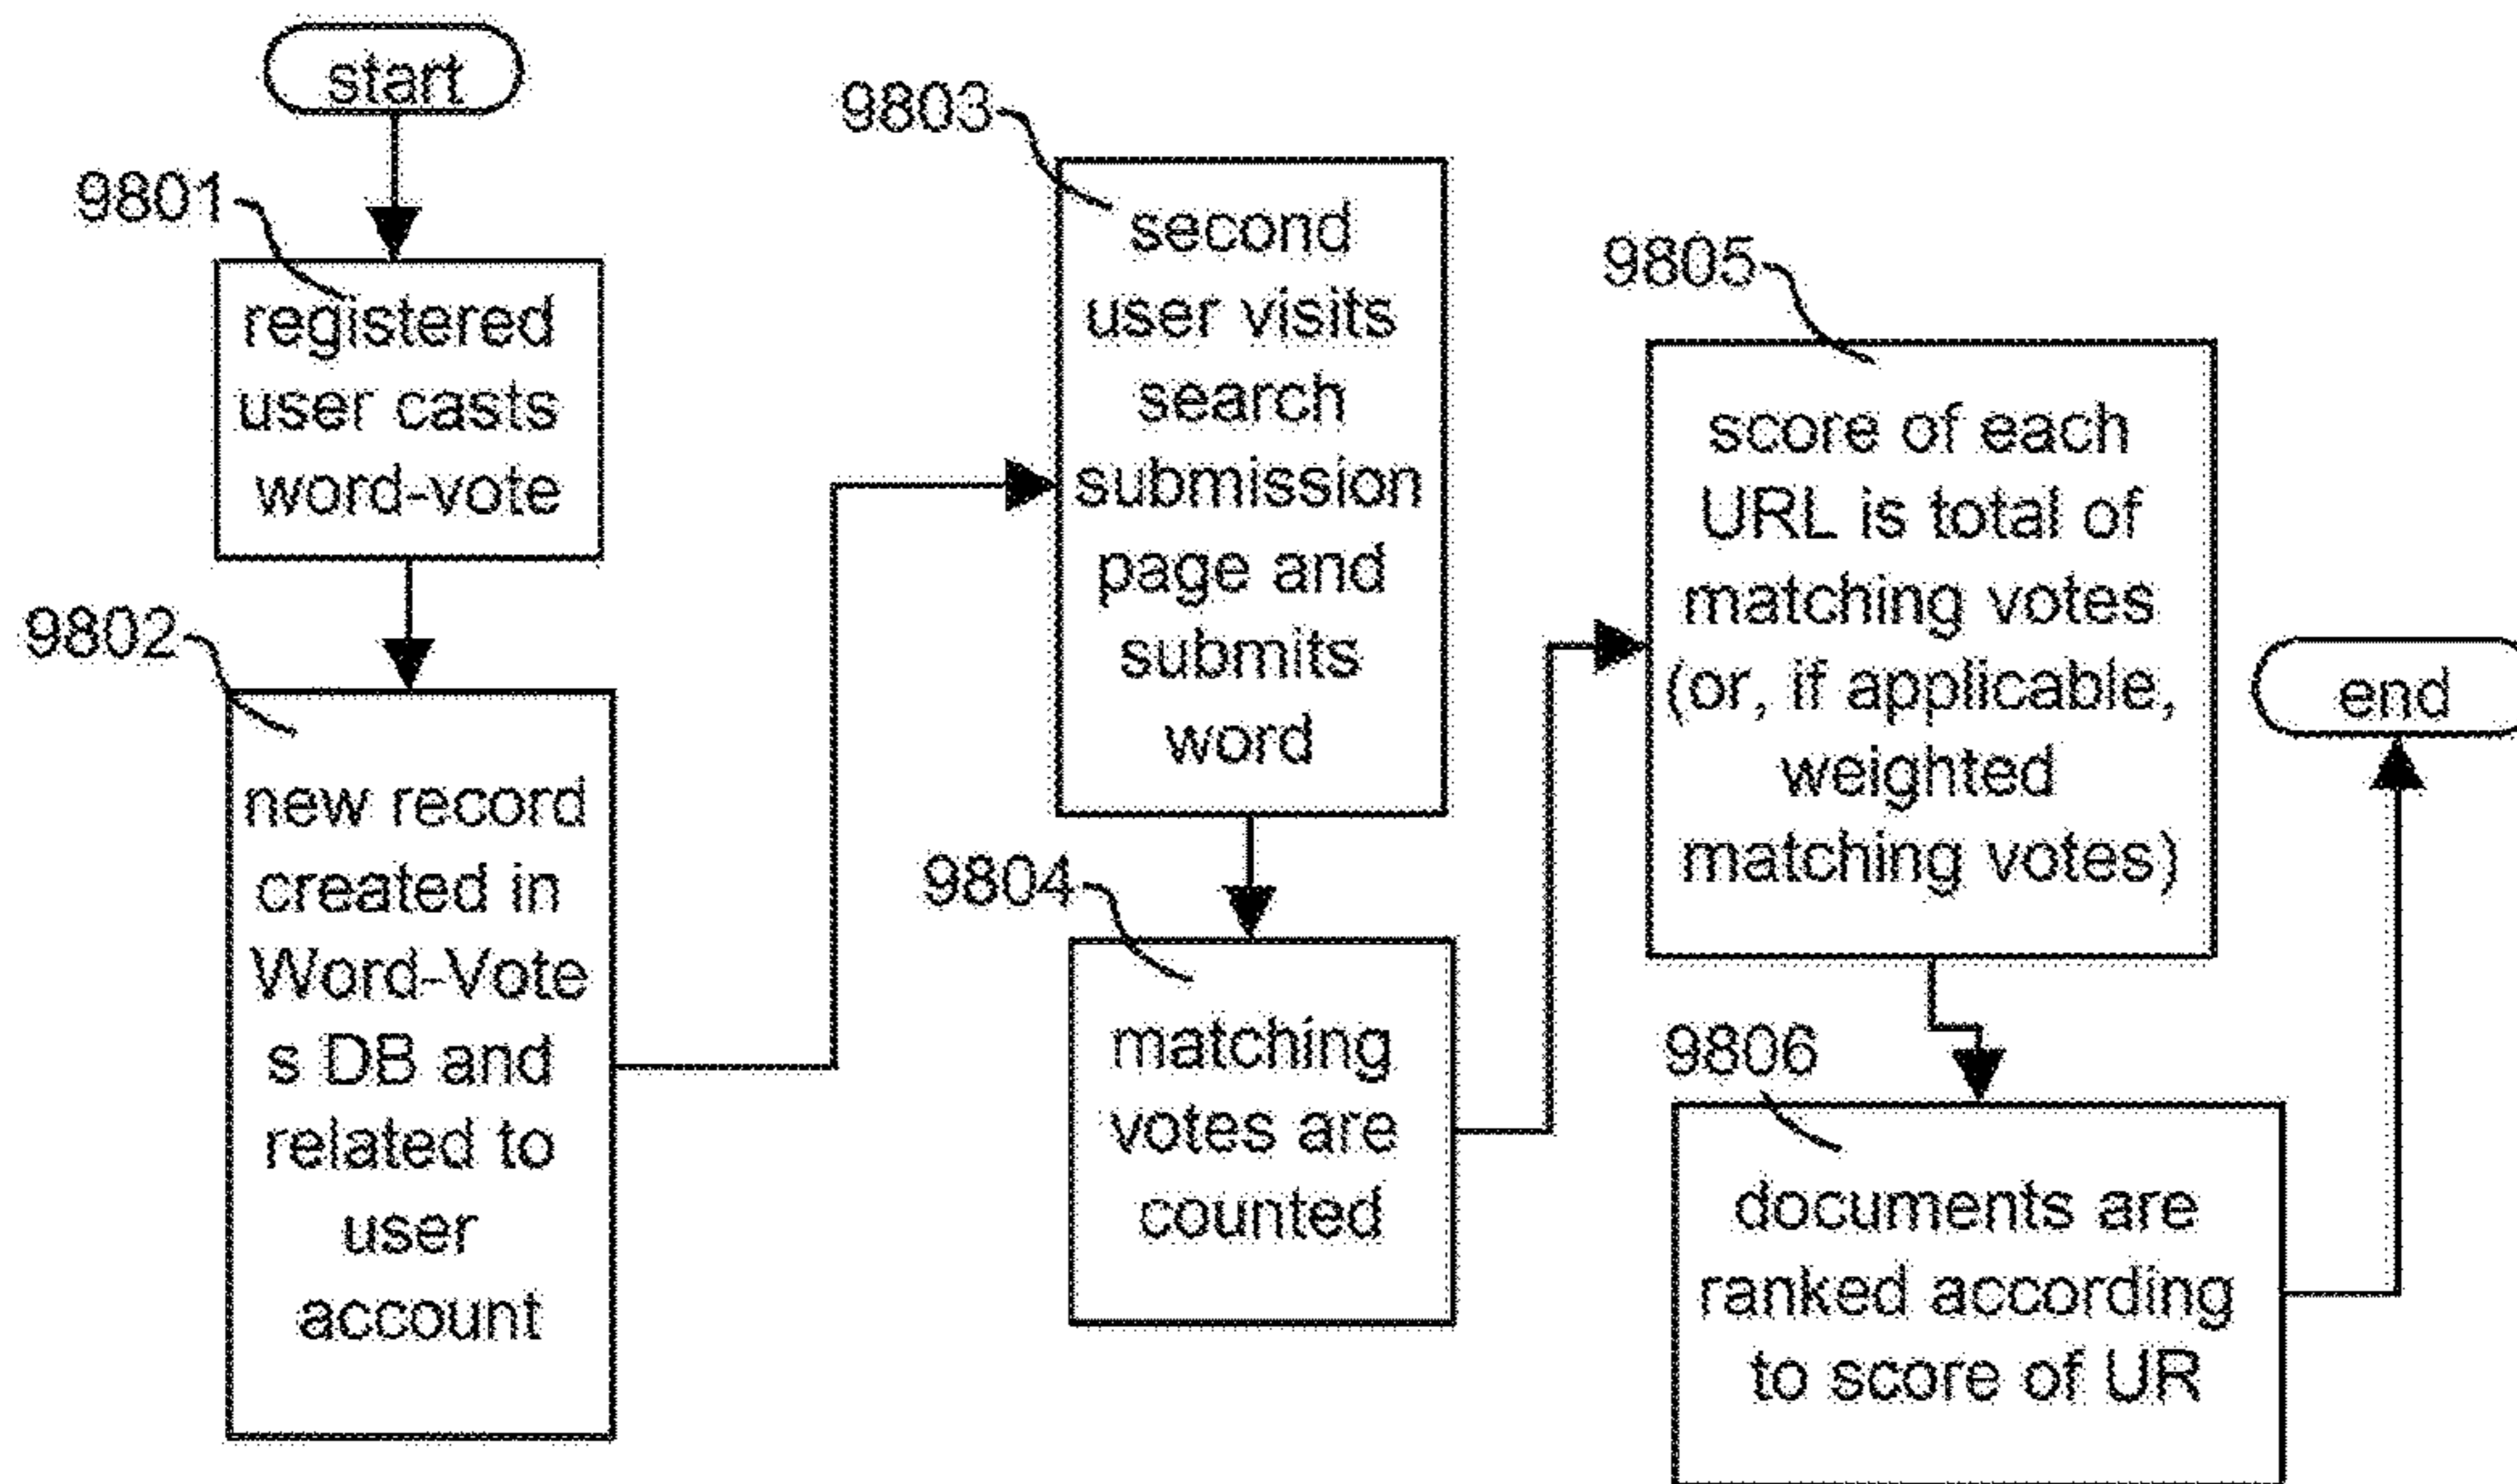 start
9801
registered
user casts
word-vote
9802
new record
created in
Word-Vote
s DB and
related to
user
account
9803
second
user visits
search
submission
page and
submits
word
9804
matching
votes are
counted
9805
score of each
URL is total of
matching votes
(or, if applicable,
weighted
matching votes)
9806
documents are
ranked according
to score of UR
end